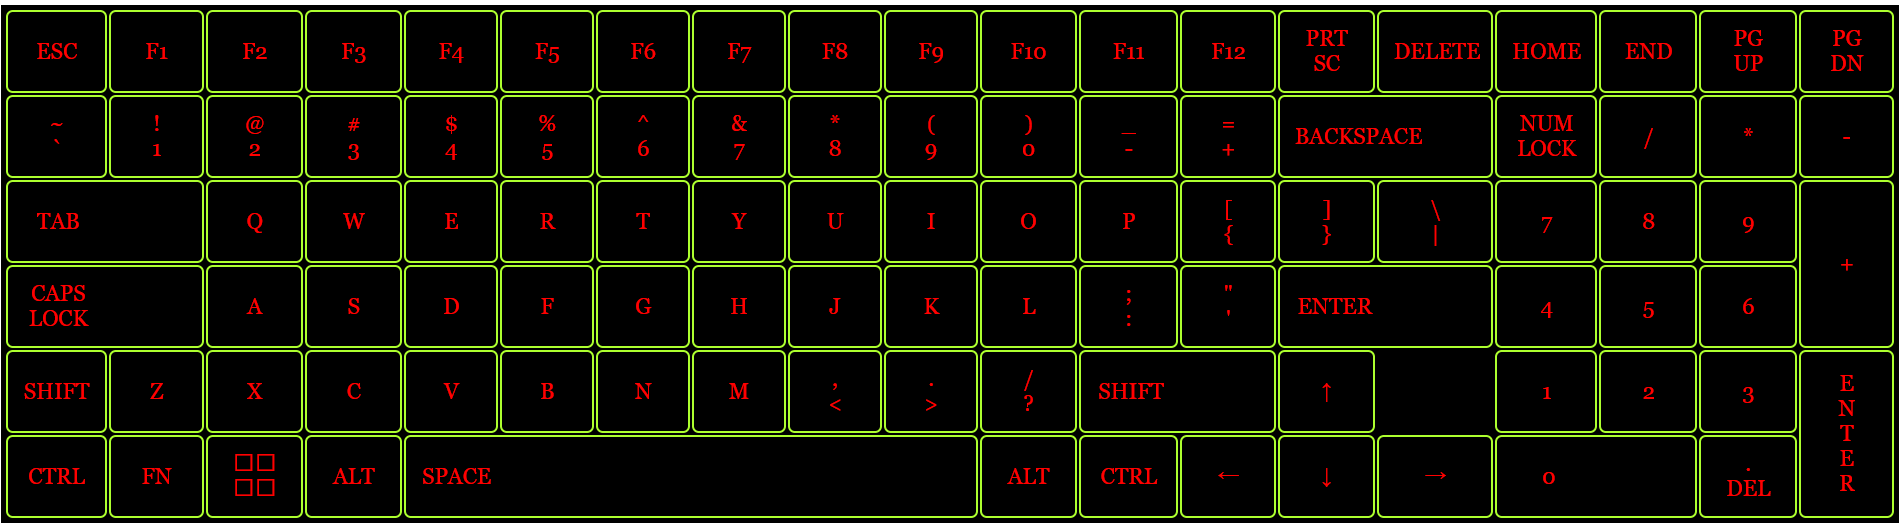 ESC F1 F2 F3 F4 F5 F6 F7 F8 F9 F10 F11 F12 PRT SC DELETE HOME END PG UP PG DN
~ ` ! 1 @ 2 # 3 $ 4 % 5 ^ 6 & 7 * 8 ( 9 ) 0 _ - = + BACKSPACE NUM LOCK / * -
TAB Q W E R T Y U I O P [ { ] } \ | 7 8 9 +
CAPS LOCK A S D F G H J K L ; : " ' ENTER 4 5 6
SHIFT Z X C V B N M , < . > / ? SHIFT ↑ 1 2 3 ENTER
CTRL FN □□ □□ ALT SPACE ALT CTRL ← ↓ → 0 . DEL